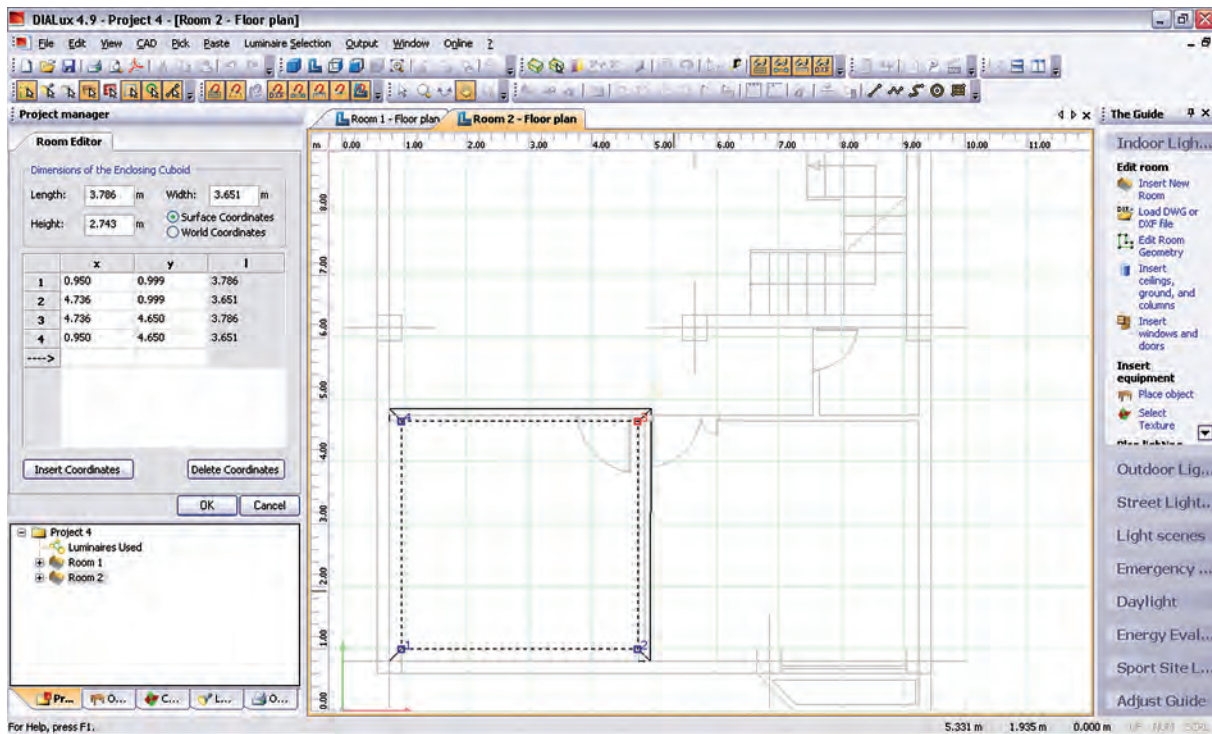 DIALux 4.9 - Project 4 - [Room 2 - Floor plan]
File Edit View CAD Pick Paste Luminaire Selection Output Window Online ?
Project manager
Room Editor
Dimensions of the Enclosing Cuboid
Length: 3.786 m Width: 3.651 m
Height: 2.743 m
Surface Coordinates
World Coordinates
x y l
1 0.950 0.999 3.786
2 4.736 0.999 3.651
3 4.736 4.650 3.786
4 0.950 4.650 3.651
---->
Insert Coordinates Delete Coordinates
OK Cancel
Project 4
Luminaires Used
Room 1
Room 2
Pr... O... C... L... O...
For Help, press F1.
Room 1 - Floor plan Room 2 - Floor plan
m 0.00 1.00 2.00 3.00 4.00 5.00 6.00 7.00 8.00 9.00 10.00 11.00
8.00
7.00
6.00
5.00
4.00
3.00
2.00
1.00
0.00
4 3
1 2
The Guide
Indoor Ligh...
Edit room
Insert New
Room
Load DWG or
DXF file
Edit Room
Geometry
Insert
ceilings,
ground, and
columns
Insert
windows and
doors
Insert
equipment
Place object
Select
Texture
Outdoor Lig...
Street Light...
Light scenes
Emergency ...
Daylight
Energy Eval...
Sport Site L...
Adjust Guide
5.331 m 1.935 m 0.000 m